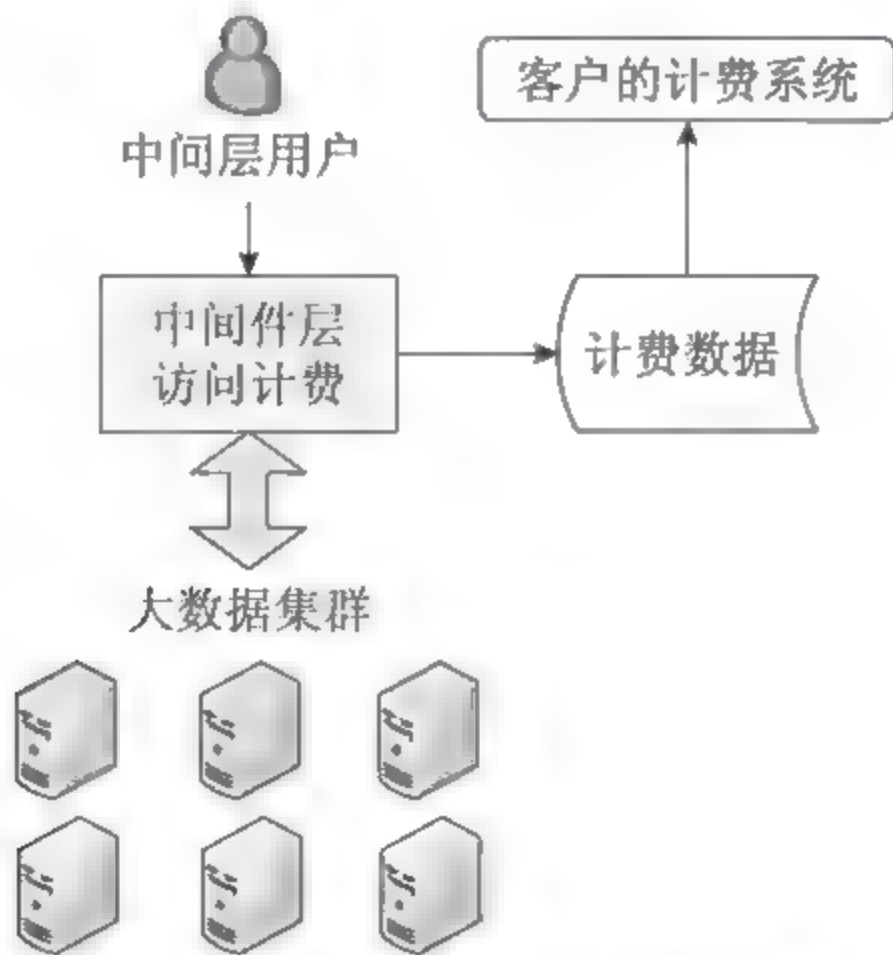 客户的计费系统
中间层用户
中间件层
访问计费
计费数据
大数据集群